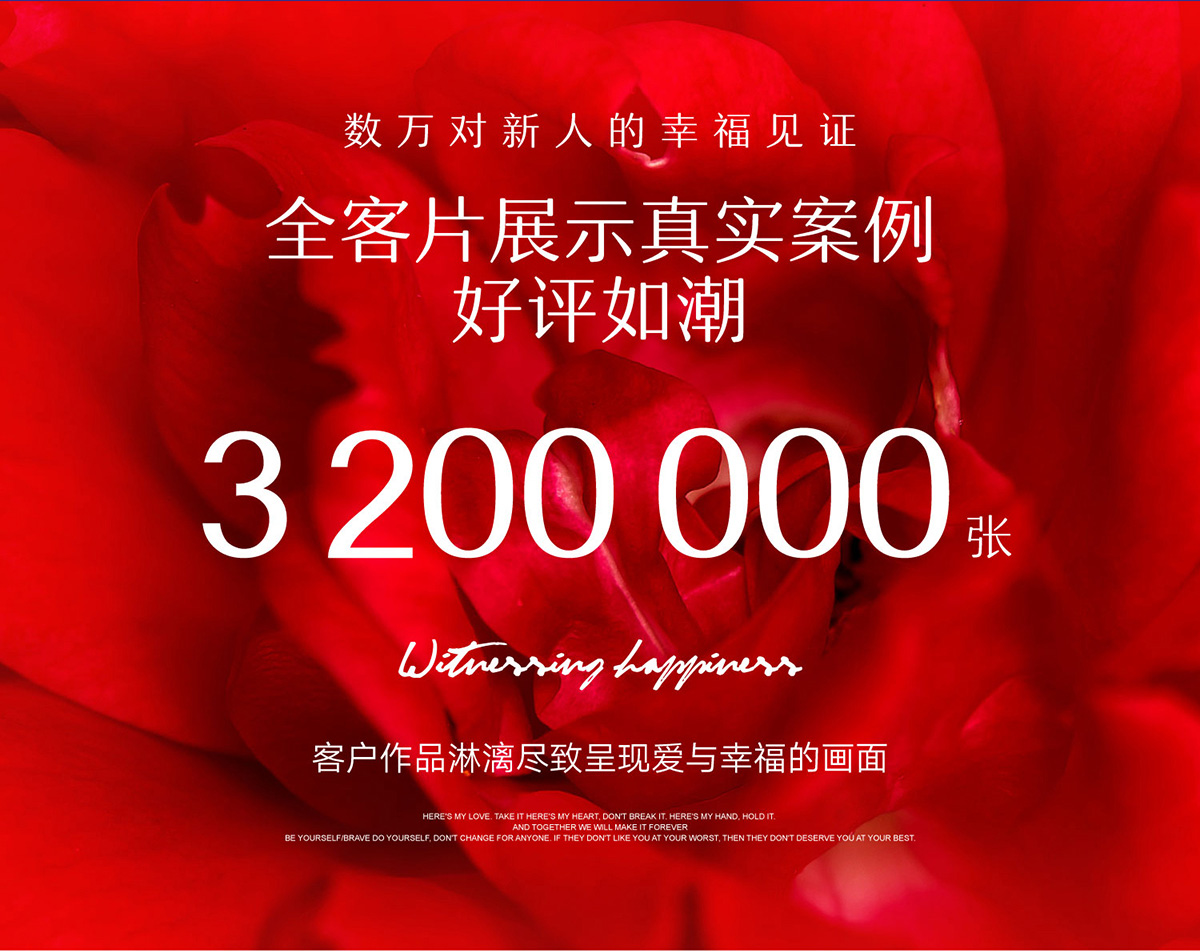 数万对新人的幸福见证
全客片展示真实案例
好评如潮
3 200 000 张
Witnessing happiness
客户作品淋漓尽致呈现爱与幸福的画面
HERE'S MY LOVE. TAKE IT HERE'S MY HEART, DON'T BREAK IT. HERE'S MY HAND, HOLD IT.
AND TOGETHER WE WILL MAKE IT FOREVER
BE YOURSELF/BRAVE DO YOURSELF, DON'T CHANGE FOR ANYONE. IF THEY DON'T LIKE YOU AT YOUR WORST, THEN THEY DON'T DESERVE YOU AT YOUR BEST.